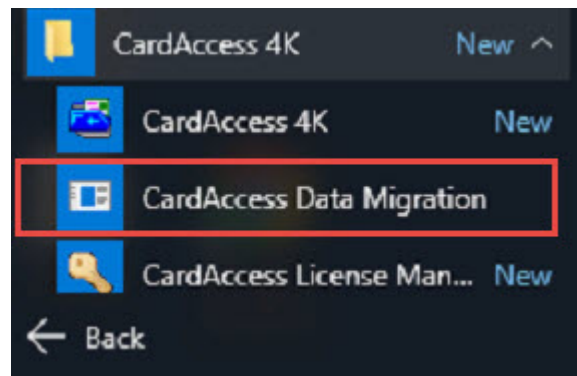 CardAccess 4K New
CardAccess 4K New
CardAccess Data Migration
CardAccess License Man... New
Back